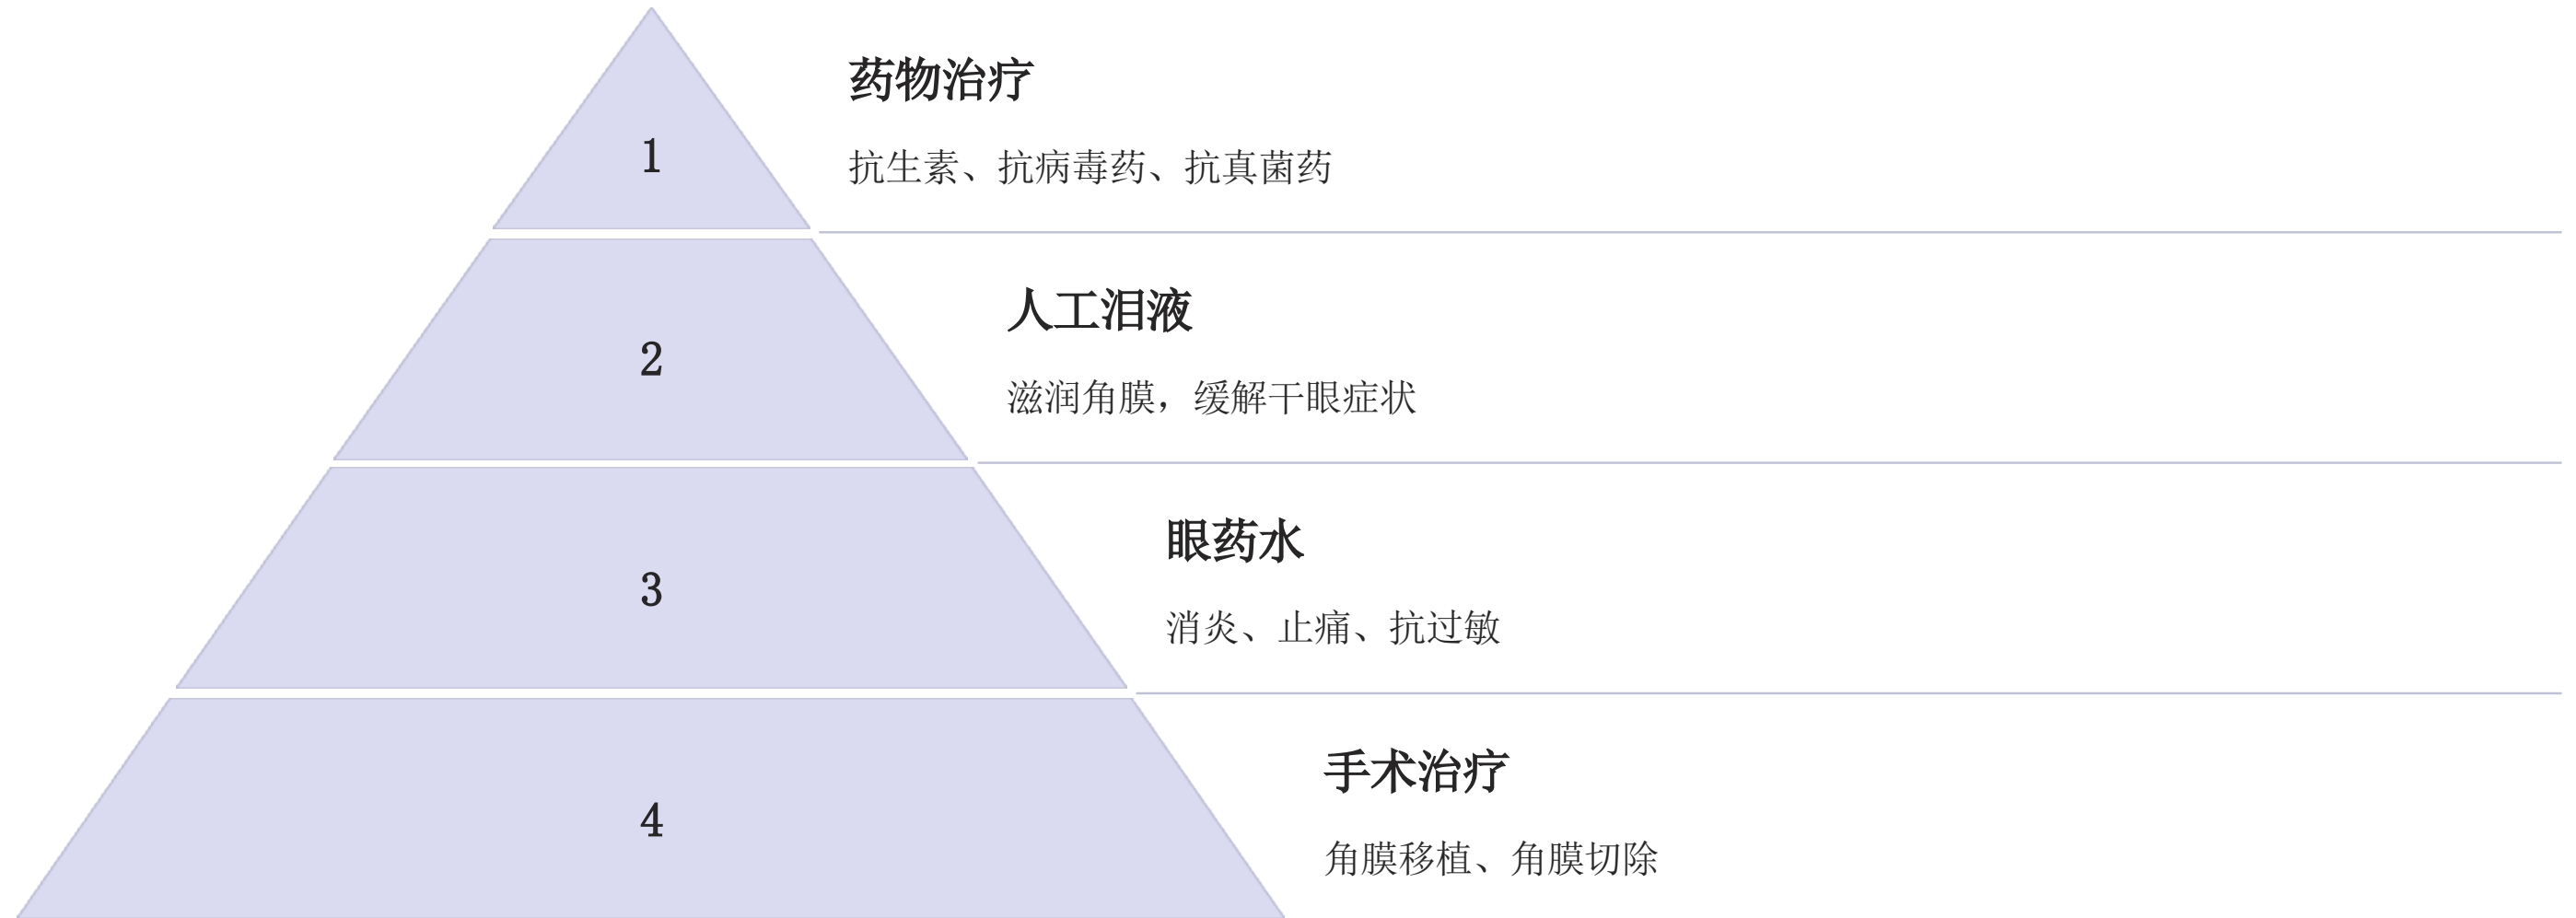 药物治疗
1
抗生素、抗病毒药、抗真菌药
人工泪液
2
滋润角膜，缓解干眼症状
眼药水
3
消炎、止痛、抗过敏
手术治疗
4
角膜移植、角膜切除